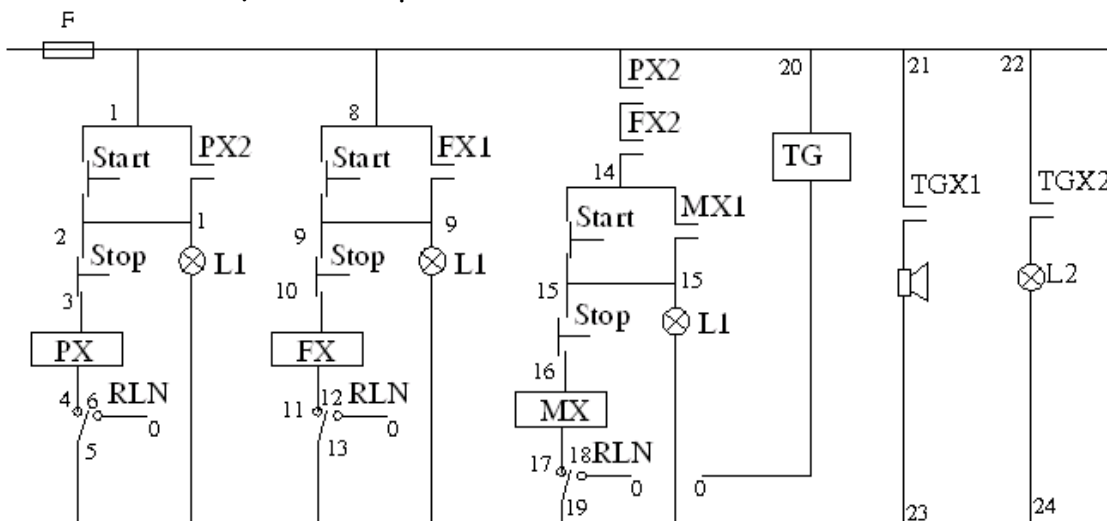 F
PX2
20
21
22
1
8
FX2
PX2
FX1
TG
Start
Start
14
TGX1
TGX2
MX1
Start
2
1
9
9
Stop
L1
Stop
L1
L2
3
10
15
15
Stop
L1
PX
FX
16
MX
4
6
RLN
11
12
RLN
0
0
5
13
17
18
RLN
0
0
19
23
24